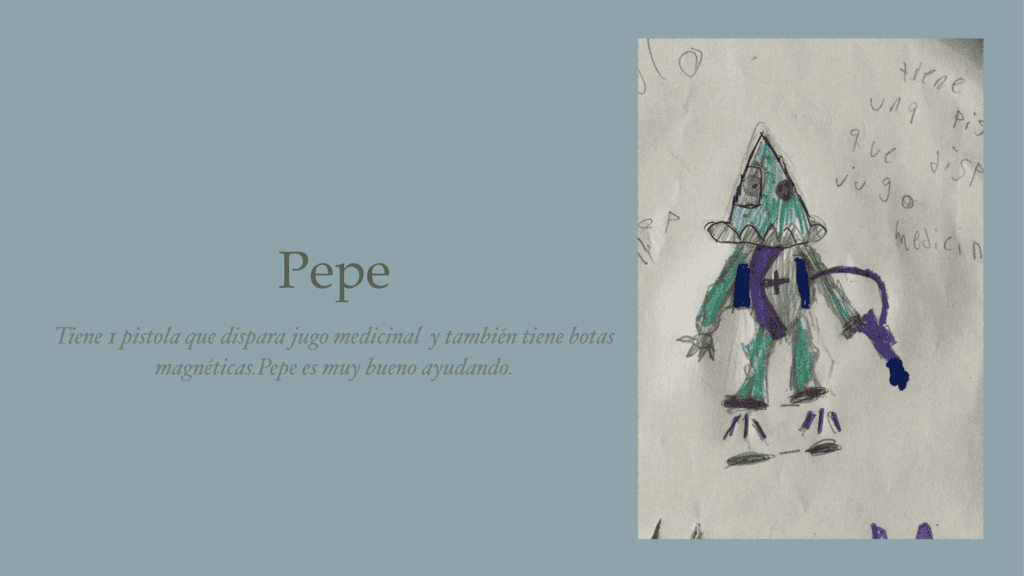 Pepe
Tiene 1 pistola que dispara jugo medicinal  y también tiene botas
magnéticas.Pepe es muy bueno ayudando.
tiene
una pis
que disp
jugo
medicin